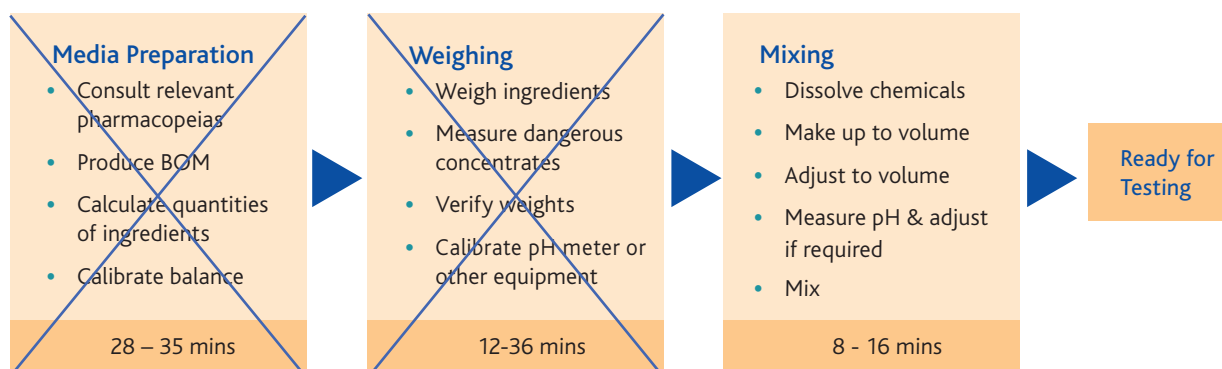 Media Preparation
• Consult relevant
pharmacopeias
• Produce BOM
• Calculate quantities
of ingredients
• Calibrate balance
28 – 35 mins
Weighing
• Weigh ingredients
• Measure dangerous
concentrates
• Verify weights
• Calibrate pH meter or
other equipment
12-36 mins
Mixing
• Dissolve chemicals
• Make up to volume
• Adjust to volume
• Measure pH & adjust
if required
• Mix
8 - 16 mins
Ready for
Testing